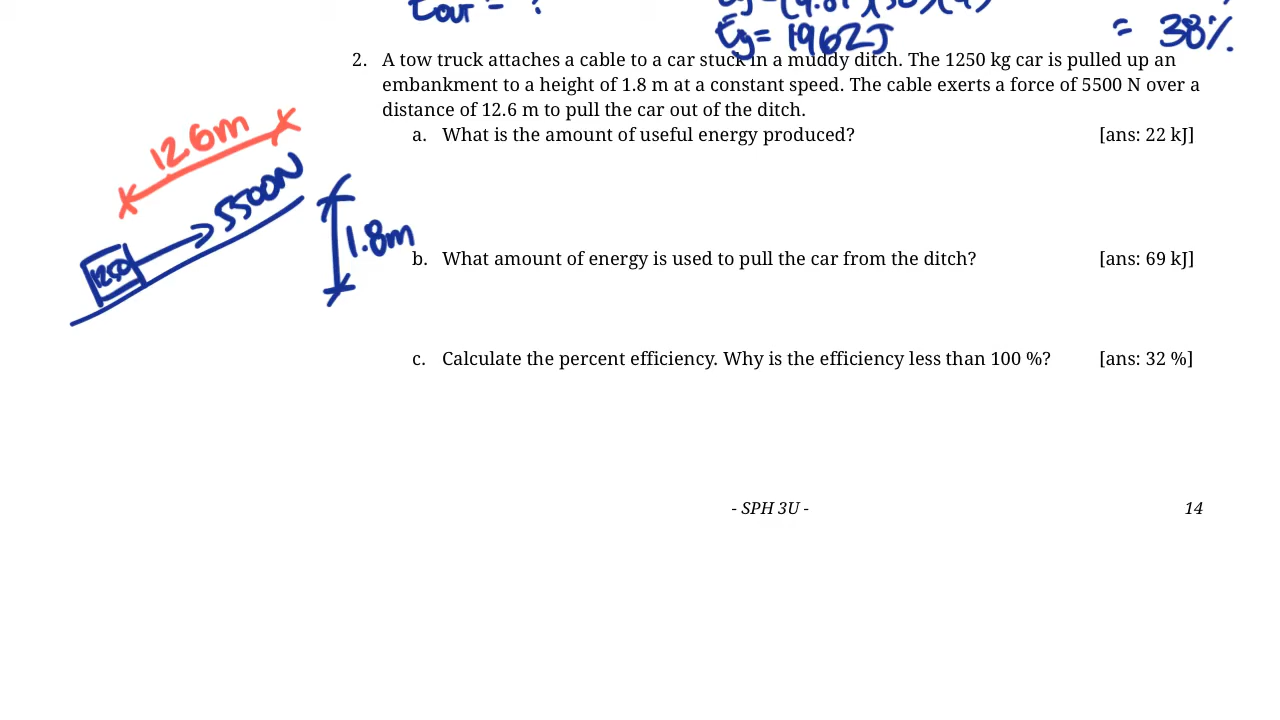 Eout = ?
Eg = 1962J
= 38%
2. A tow truck attaches a cable to a car stuck in a muddy ditch. The 1250 kg car is pulled up an
embankment to a height of 1.8 m at a constant speed. The cable exerts a force of 5500 N over a
distance of 12.6 m to pull the car out of the ditch.
a. What is the amount of useful energy produced? [ans: 22 kJ]
12.6m
5500N
1250
1.8m
b. What amount of energy is used to pull the car from the ditch? [ans: 69 kJ]
c. Calculate the percent efficiency. Why is the efficiency less than 100 %? [ans: 32 %]
- SPH 3U - 14